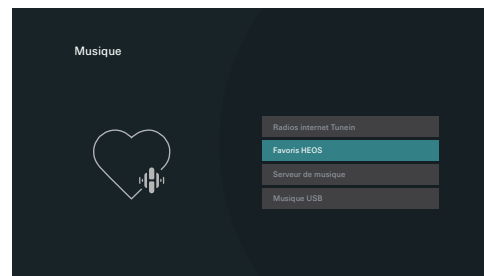 Musique
Radios internet Tunein
Favoris HEOS
Serveur de musique
Musique USB